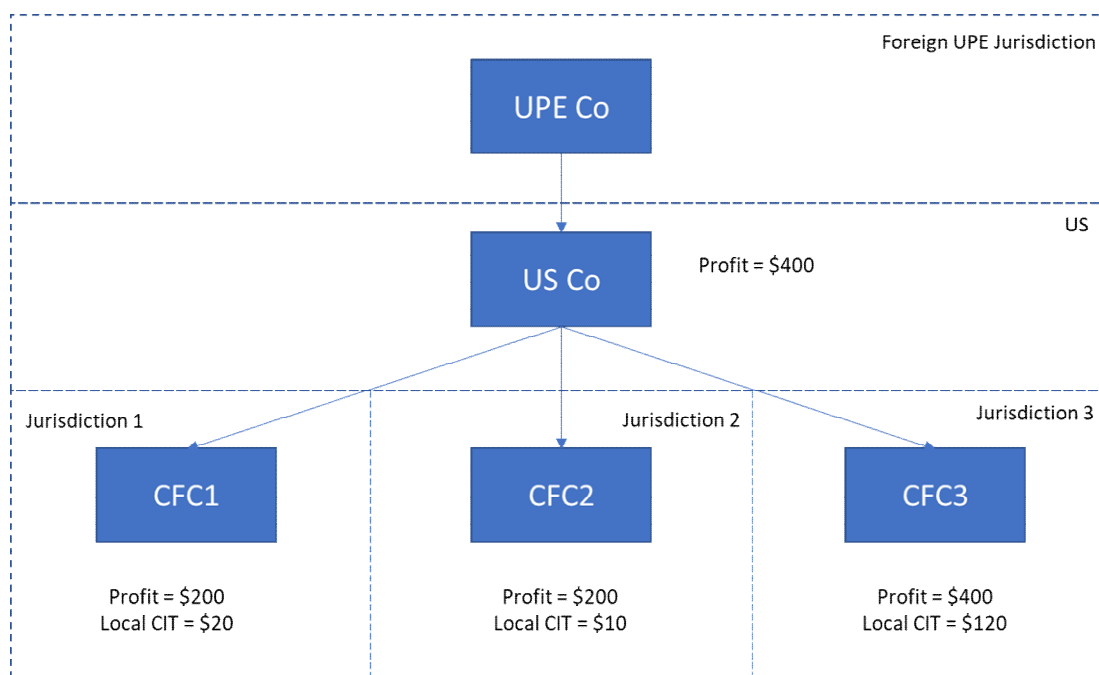 Foreign UPE Jurisdiction
UPE Co
US
US Co
Profit = $400
Jurisdiction 1
Jurisdiction 2
Jurisdiction 3
CFC1
CFC2
CFC3
Profit = $200
Local CIT = $20
Profit = $200
Local CIT = $10
Profit = $400
Local CIT = $120